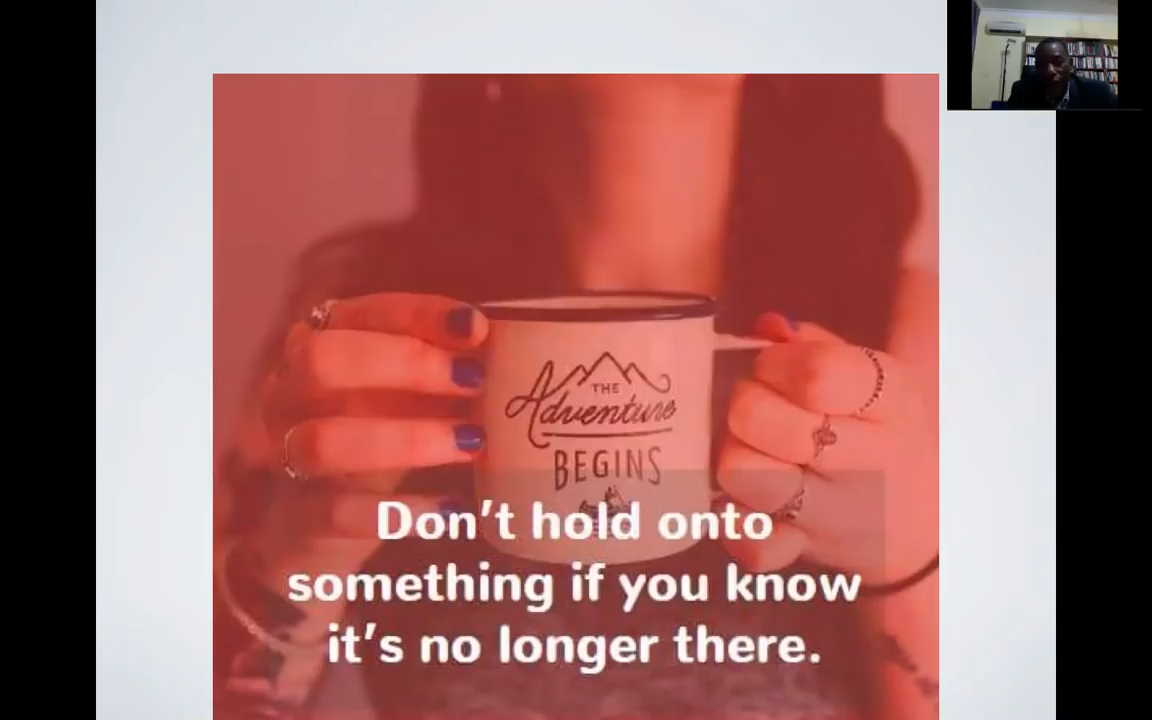 THE
Adventure
BEGINS
Don't hold onto
something if you know
it's no longer there.